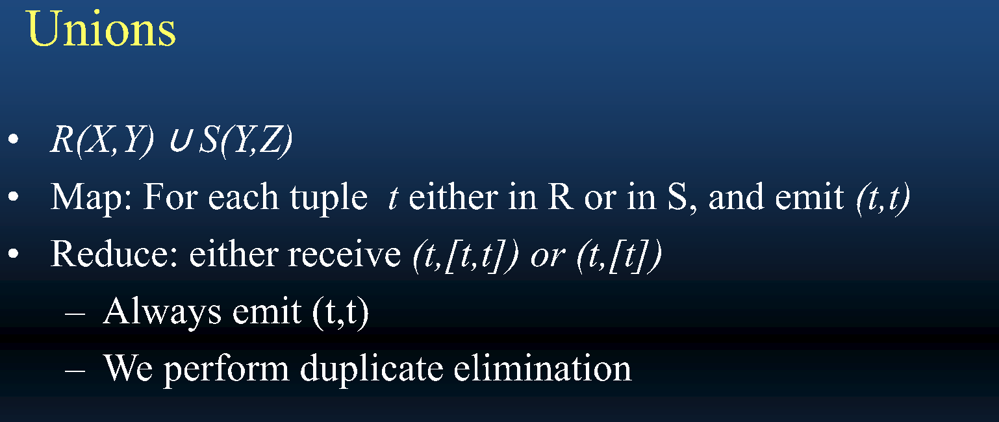 Unions
• R(X,Y) ∪ S(Y,Z)
• Map: For each tuple t either in R or in S, and emit (t,t)
• Reduce: either receive (t,[t,t]) or (t,[t])
– Always emit (t,t)
– We perform duplicate elimination